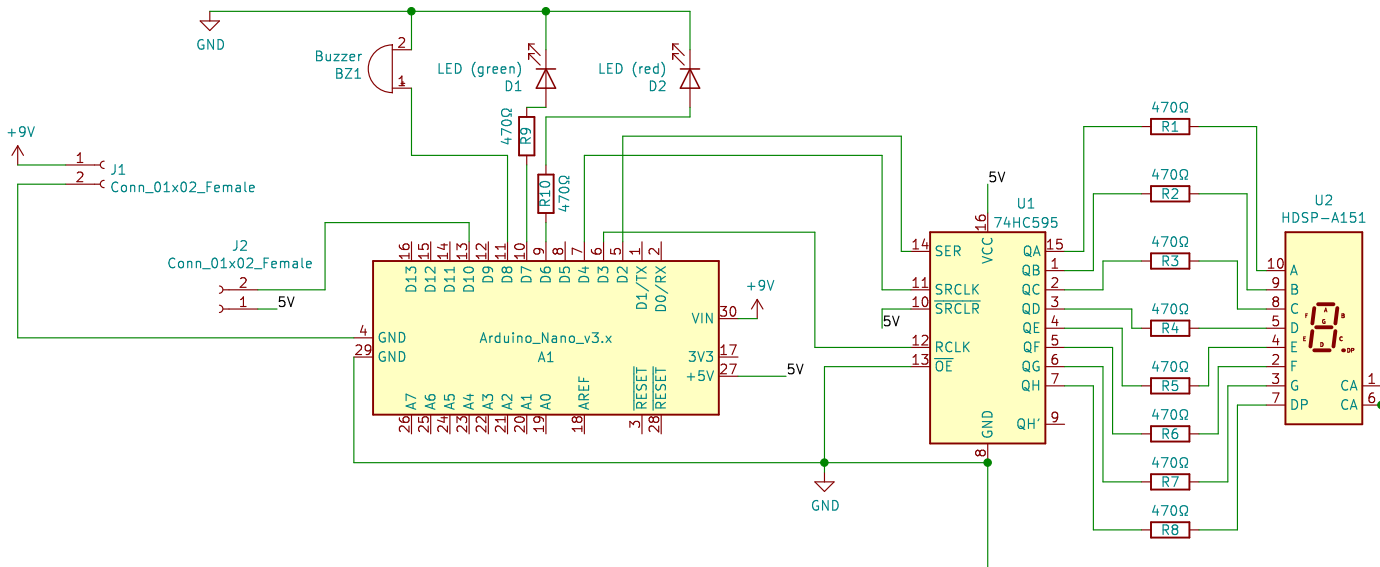 GND
Buzzer
BZ1
2
1
LED (green)
D1
LED (red)
D2
470Ω
R9
R10
470Ω
+9V
1
2
J1
Conn_01x02_Female
J2
Conn_01x02_Female
2
1
5V
16
15
14
13
12
11
10
9
8
7
6
5
1
2
D13
D12
D11
D10
D9
D8
D7
D6
D5
D4
D3
D2
D1/TX
D0/RX
4
GND
29
GND
Arduino_Nano_v3.x
A1
VIN
30
+9V
3V3
17
+5V
27
5V
A7
A6
A5
A4
A3
A2
A1
A0
AREF
RESET
RESET
26
25
24
23
22
21
20
19
18
3
28
GND
5V
16
U1
74HC595
VCC
14
SER
11
SRCLK
10
SRCLR
5V
12
RCLK
13
OE
GND
8
QA
15
QB
1
QC
2
QD
3
QE
4
QF
5
QG
6
QH
7
QH'
9
470Ω
R1
470Ω
R2
470Ω
R3
470Ω
R4
470Ω
R5
470Ω
R6
470Ω
R7
470Ω
R8
U2
HDSP-A151
10
A
9
B
8
C
5
D
4
E
2
F
3
G
7
DP
A
F
B
G
E
C
D
DP
CA
1
CA
6